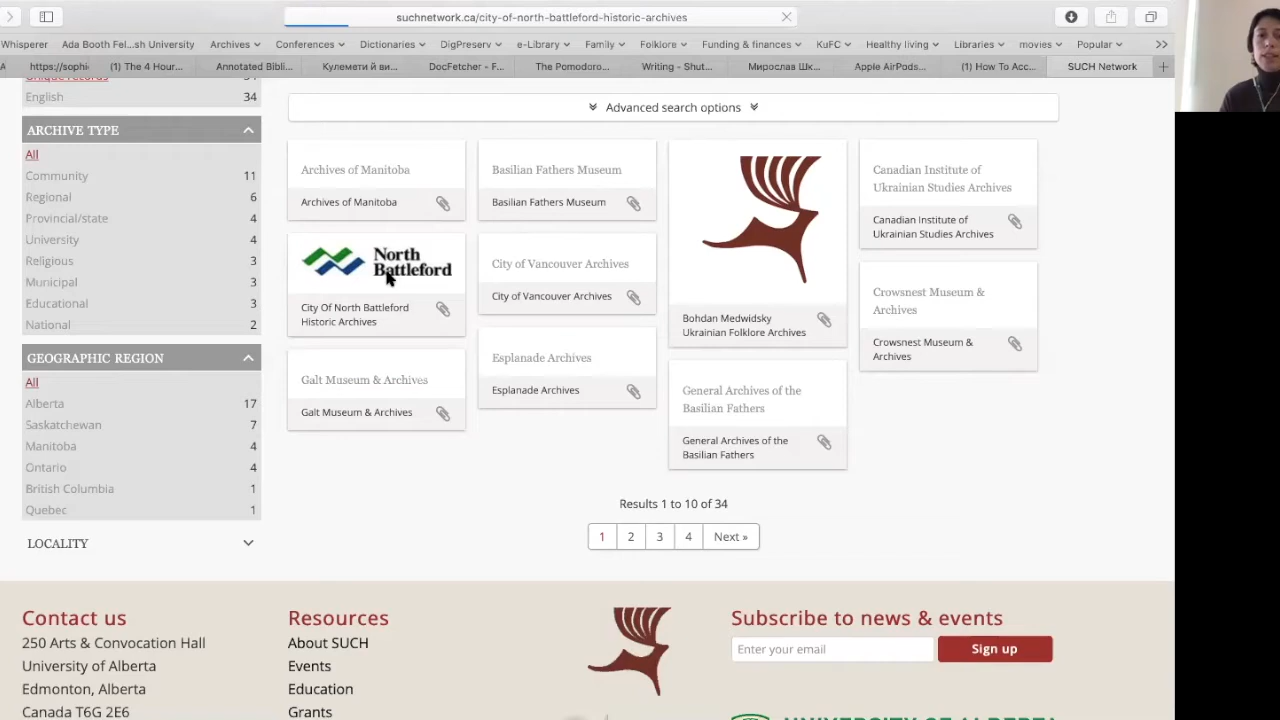 suchnetwork.ca/city-of-north-battleford-historic-archives
Whisperer
Ada Booth Fel...sh University
Archives
Conferences
Dictionaries
DigPreserv
e-Library
Family
Folklore
Funding & finances
KuFC
Healthy living
Libraries
movies
Popular
https://sophi
(1) The 4 Hour...
Annotated Bibli...
Кулемети й ви...
DocFetcher - F...
The Pomodoro...
Writing - Shut...
Мирослав Шк...
Apple AirPods...
(1) How To Acc...
SUCH Network
English 34
ARCHIVE TYPE
All
Community 11
Regional 6
Provincial/state 4
University 4
Religious 3
Municipal 3
Educational 3
National 2
GEOGRAPHIC REGION
All
Alberta 17
Saskatchewan 7
Manitoba 4
Ontario 4
British Columbia 1
Quebec 1
LOCALITY
Advanced search options
Archives of Manitoba
Archives of Manitoba
North
Battleford
City Of North Battleford
Historic Archives
Galt Museum & Archives
Galt Museum & Archives
Basilian Fathers Museum
Basilian Fathers Museum
City of Vancouver Archives
City of Vancouver Archives
Esplanade Archives
Esplanade Archives
Bohdan Medwidsky
Ukrainian Folklore Archives
General Archives of the
Basilian Fathers
General Archives of the
Basilian Fathers
Canadian Institute of
Ukrainian Studies Archives
Canadian Institute of
Ukrainian Studies Archives
Crowsnest Museum &
Archives
Crowsnest Museum &
Archives
Results 1 to 10 of 34
1 2 3 4 Next »
Contact us
250 Arts & Convocation Hall
University of Alberta
Edmonton, Alberta
Canada T6G 2E6
Resources
About SUCH
Events
Education
Grants
Subscribe to news & events
Enter your email
Sign up